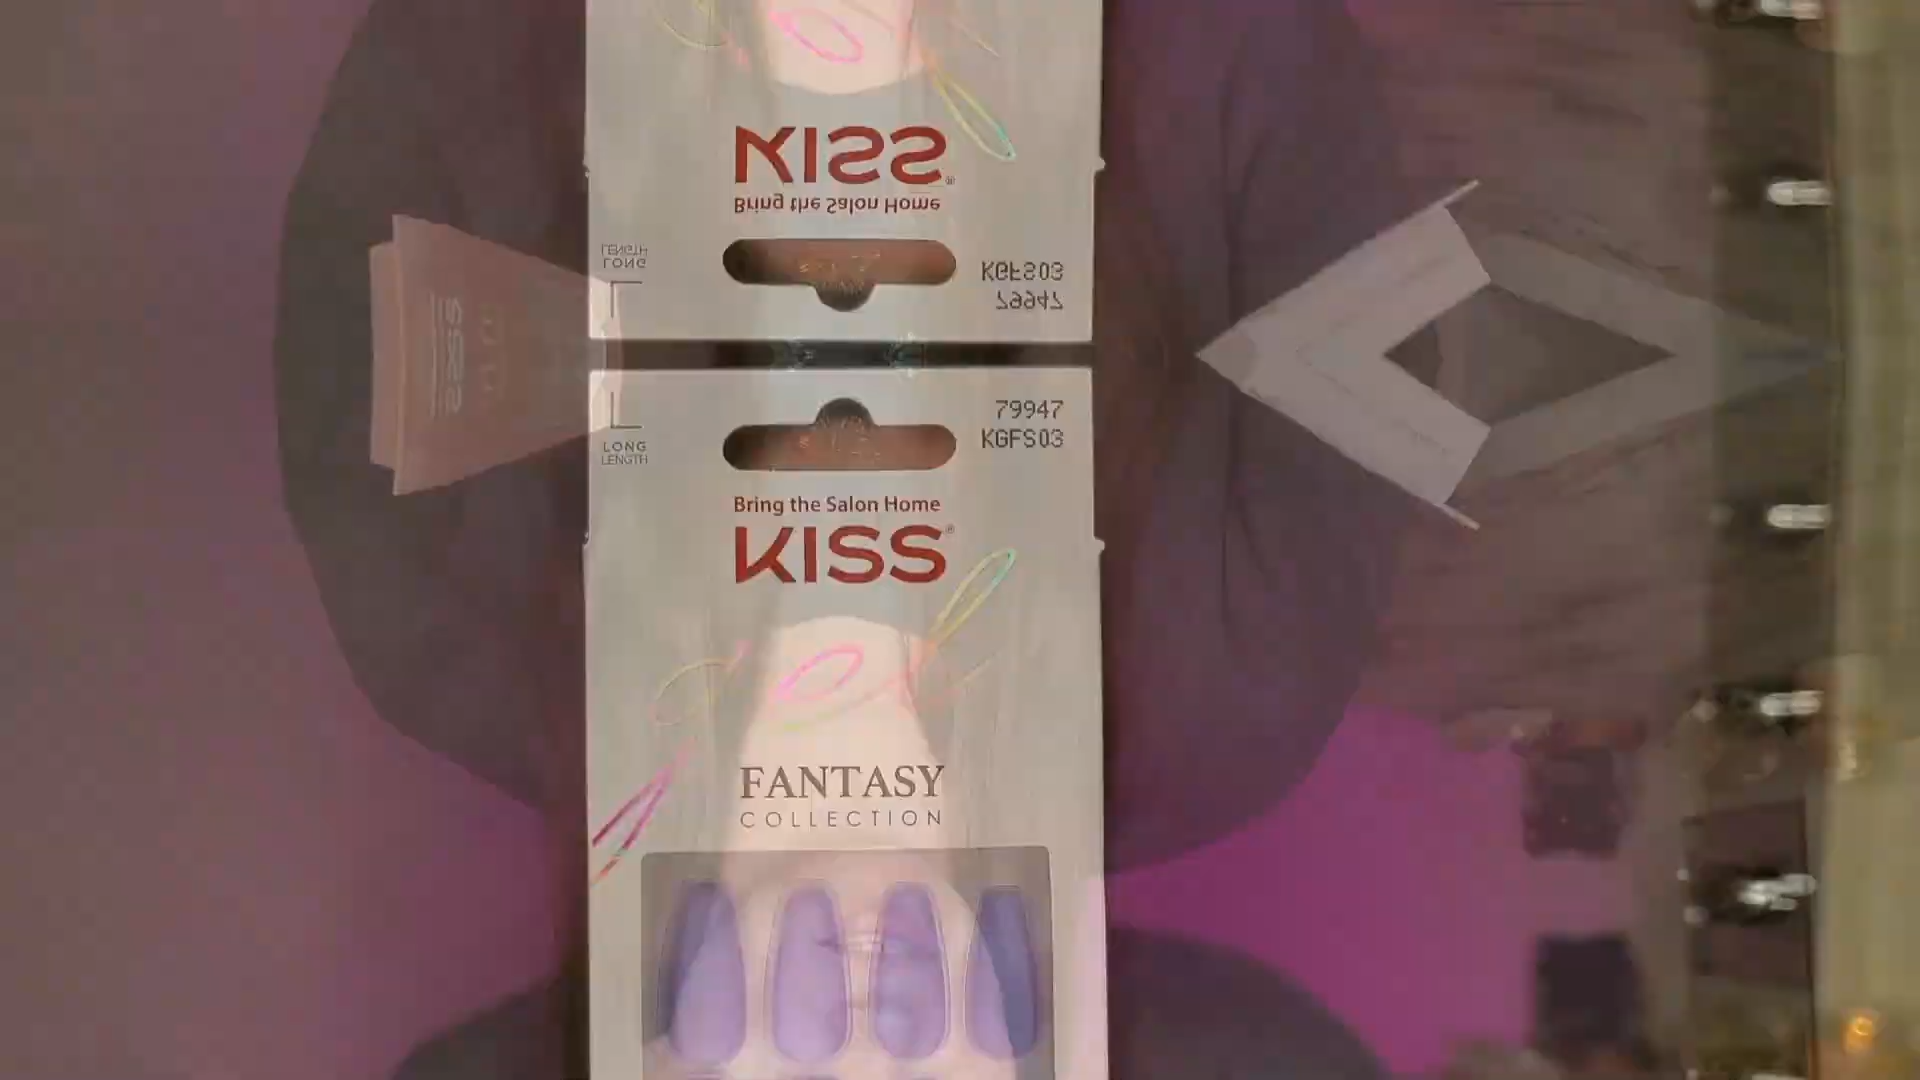 KISS®
Bring the Salon Home
LONG
LENGTH
KGFS03
79947
79947
KGFS03
LONG
LENGTH
Bring the Salon Home
KISS®
gel
FANTASY
COLLECTION